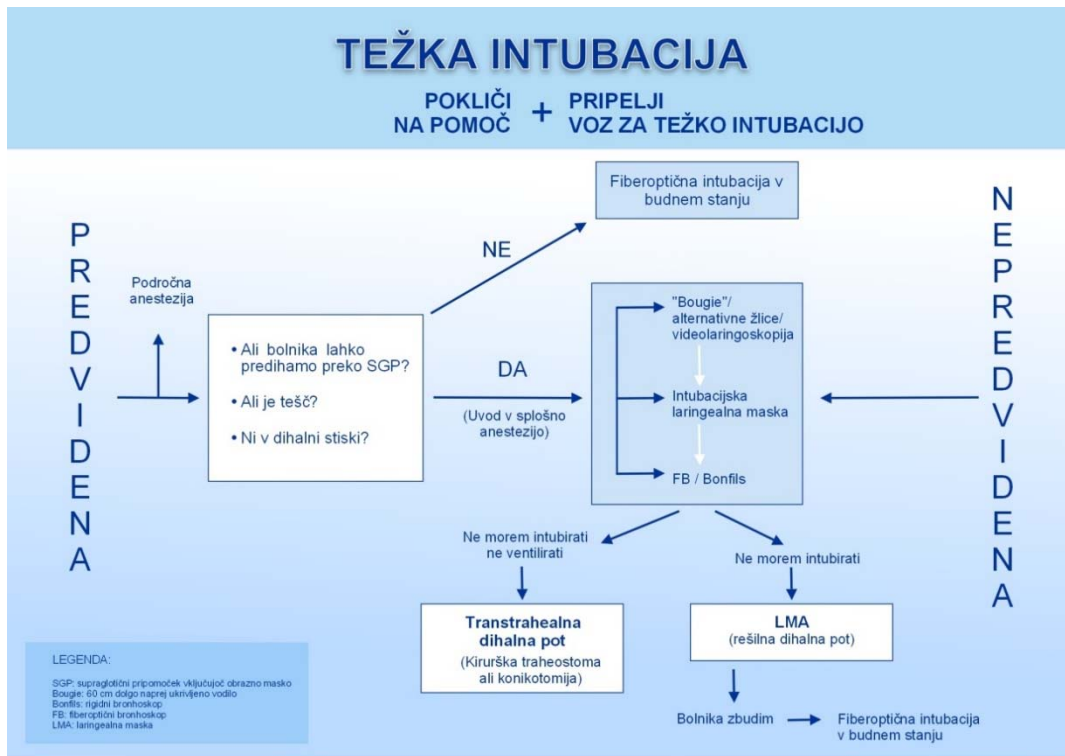 TEŽKA INTUBACIJA
POKLIČI
NA POMOČ
+
PRIPELJI
VOZ ZA TEŽKO INTUBACIJO
PREDVIDENA
Področna
anestezija
• Ali bolnika lahko
predihamo preko SGP?
• Ali je tešč?
• Ni v dihalni stiski?
NE
Fiberoptična intubacija v
budnem stanju
DA
(Uvod v splošno
anestezijo)
"Bougie"/
alternativne žlice/
videolaringoskopija
Intubacijska
laringealna maska
FB / Bonfils
NEPREDVIDENA
Ne morem intubirati
ne ventilirati
Transtrahealna
dihalna pot
(Kirurška traheostoma
ali konikotomija)
Ne morem intubirati
LMA
(rešilna dihalna pot)
Bolnika zbudim
Fiberoptična intubacija
v budnem stanju
LEGENDA:
SGP: supraglotični pripomoček vključujoč obrazno masko
Bougie: 60 cm dolgo naprej ukrivljeno vodilo
Bonfils: rigidni bronhoskop
FB: fiberoptični bronhoskop
LMA: laringealna maska